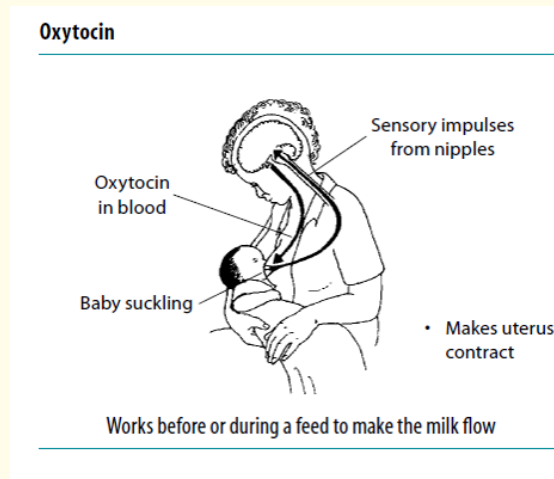 Oxytocin
Sensory impulses
from nipples
Oxytocin
in blood
Baby suckling
• Makes uterus
contract
Works before or during a feed to make the milk flow